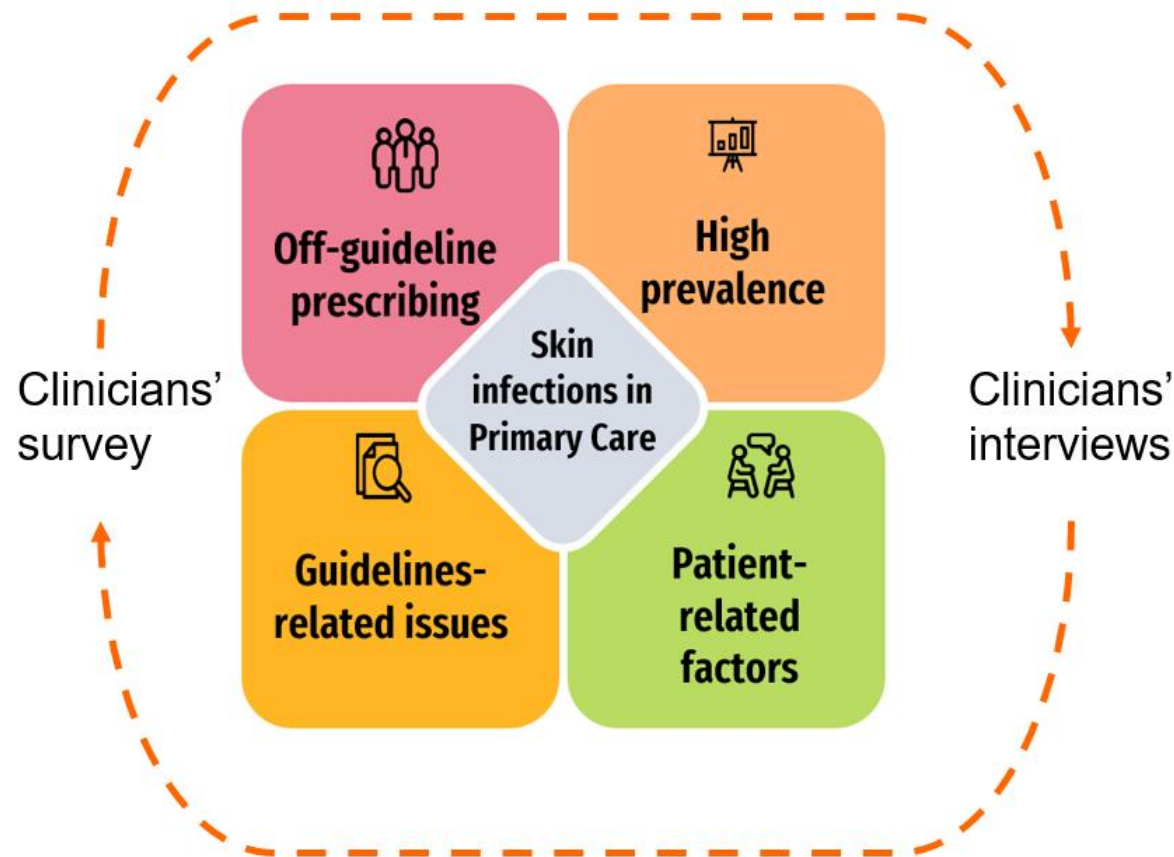 Off-guideline
prescribing
High
prevalence
Skin
infections in
Primary Care
Clinicians’
survey
Clinicians’
interviews
Guidelines-
related issues
Patient-
related
factors